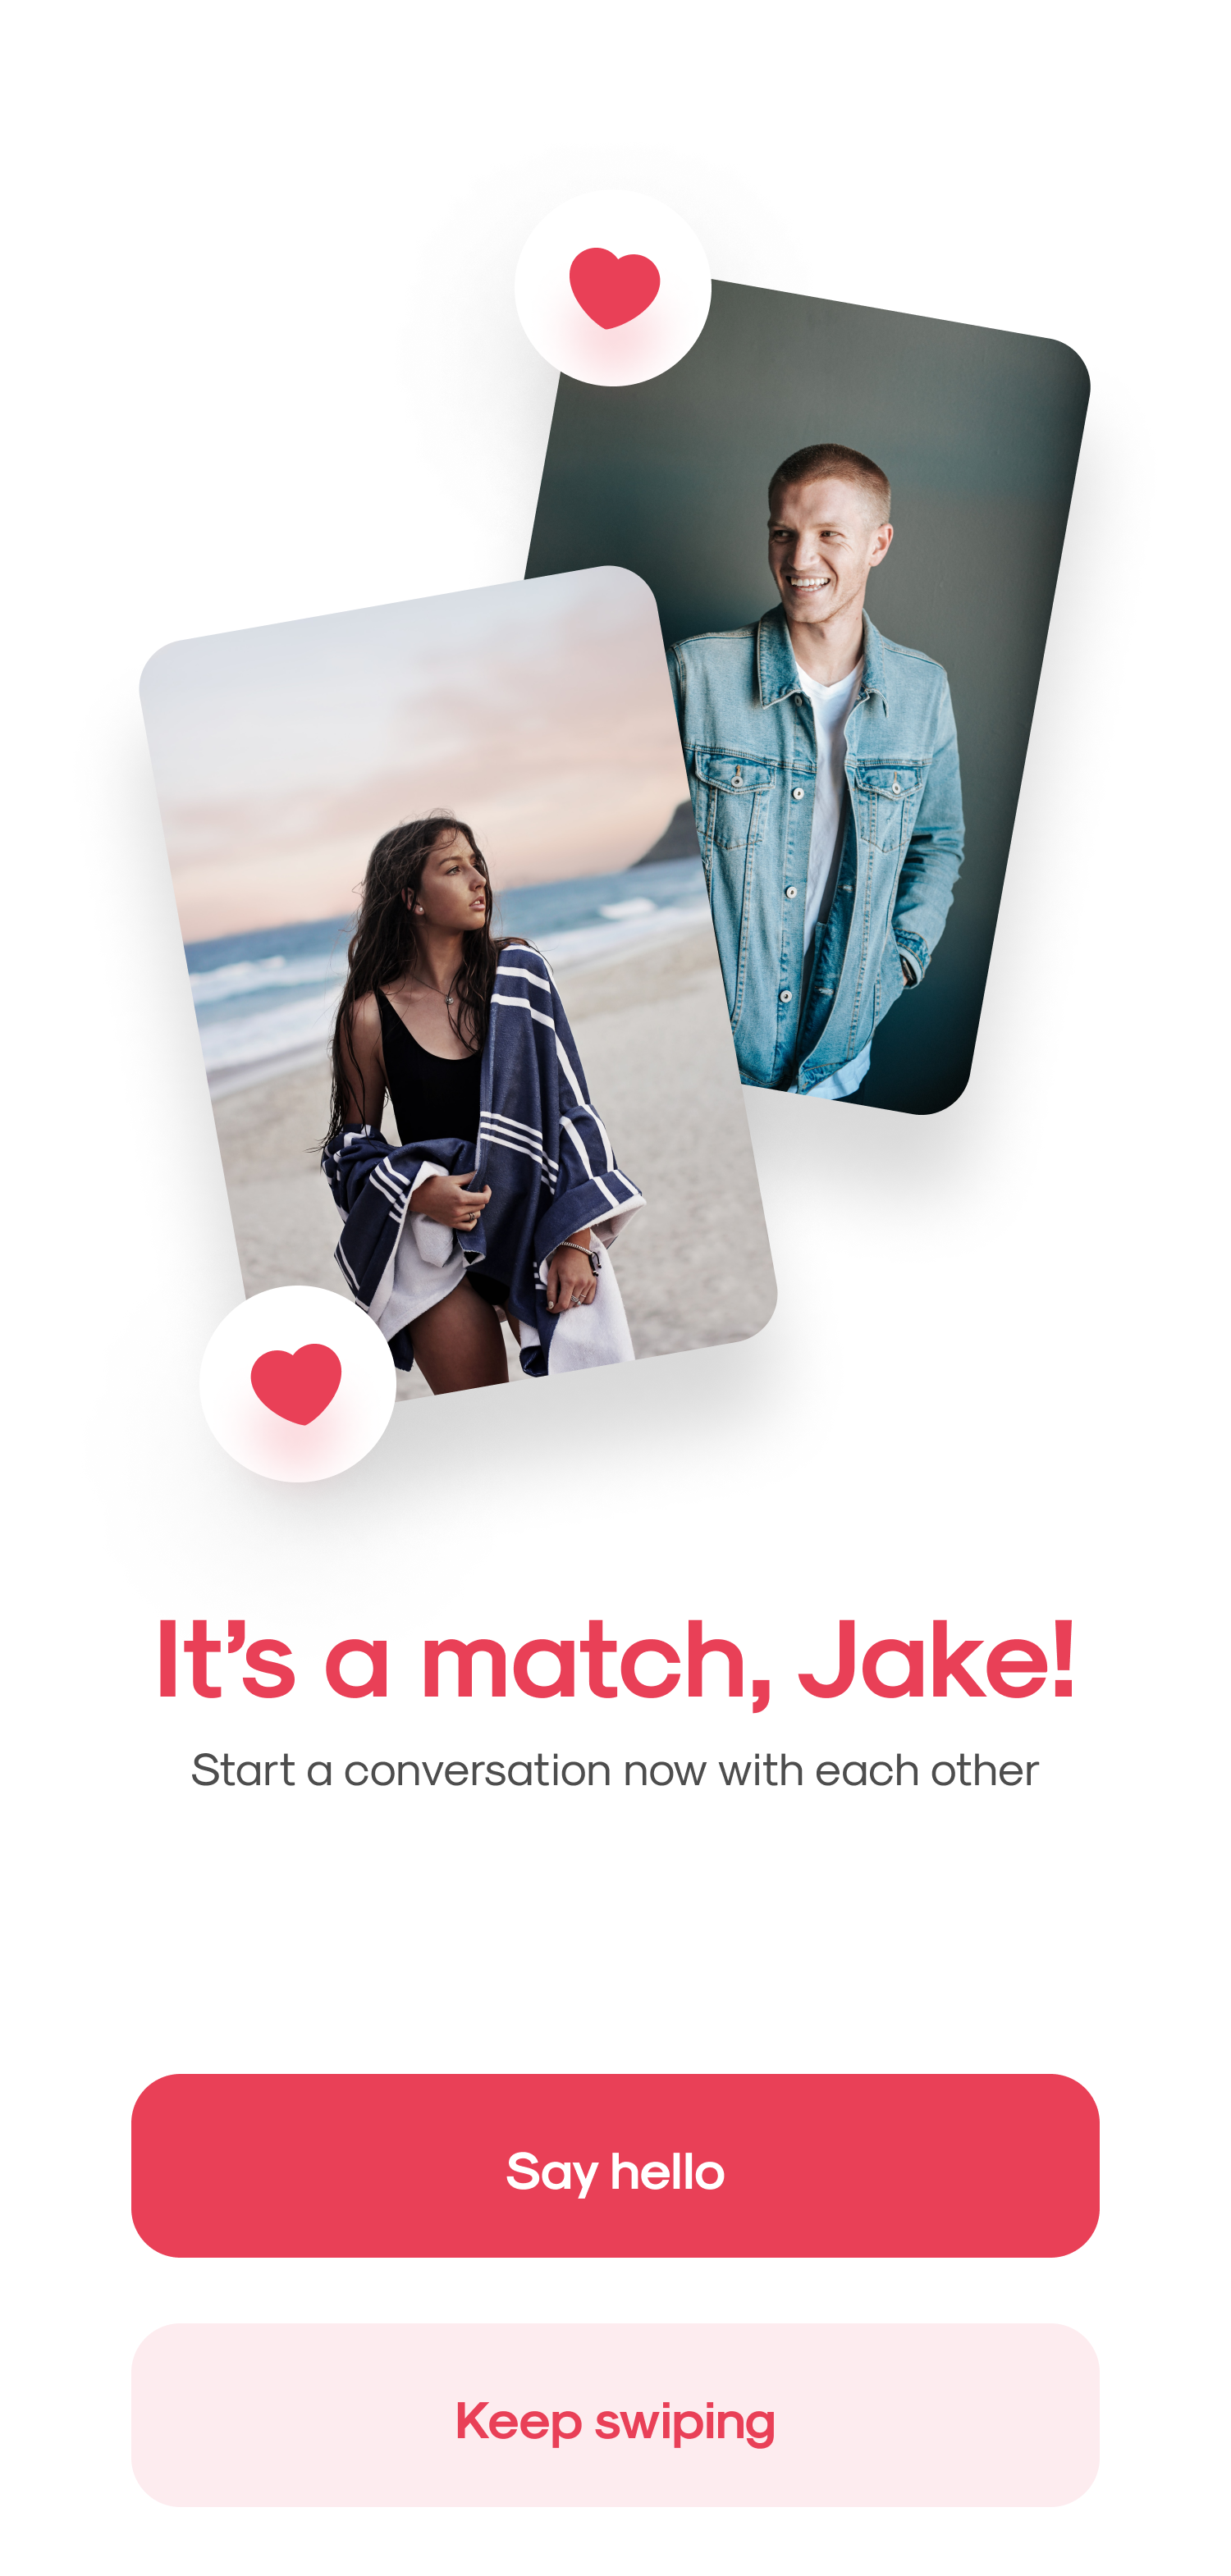 It’s a match, Jake!
Start a conversation now with each other
Say hello
Keep swiping